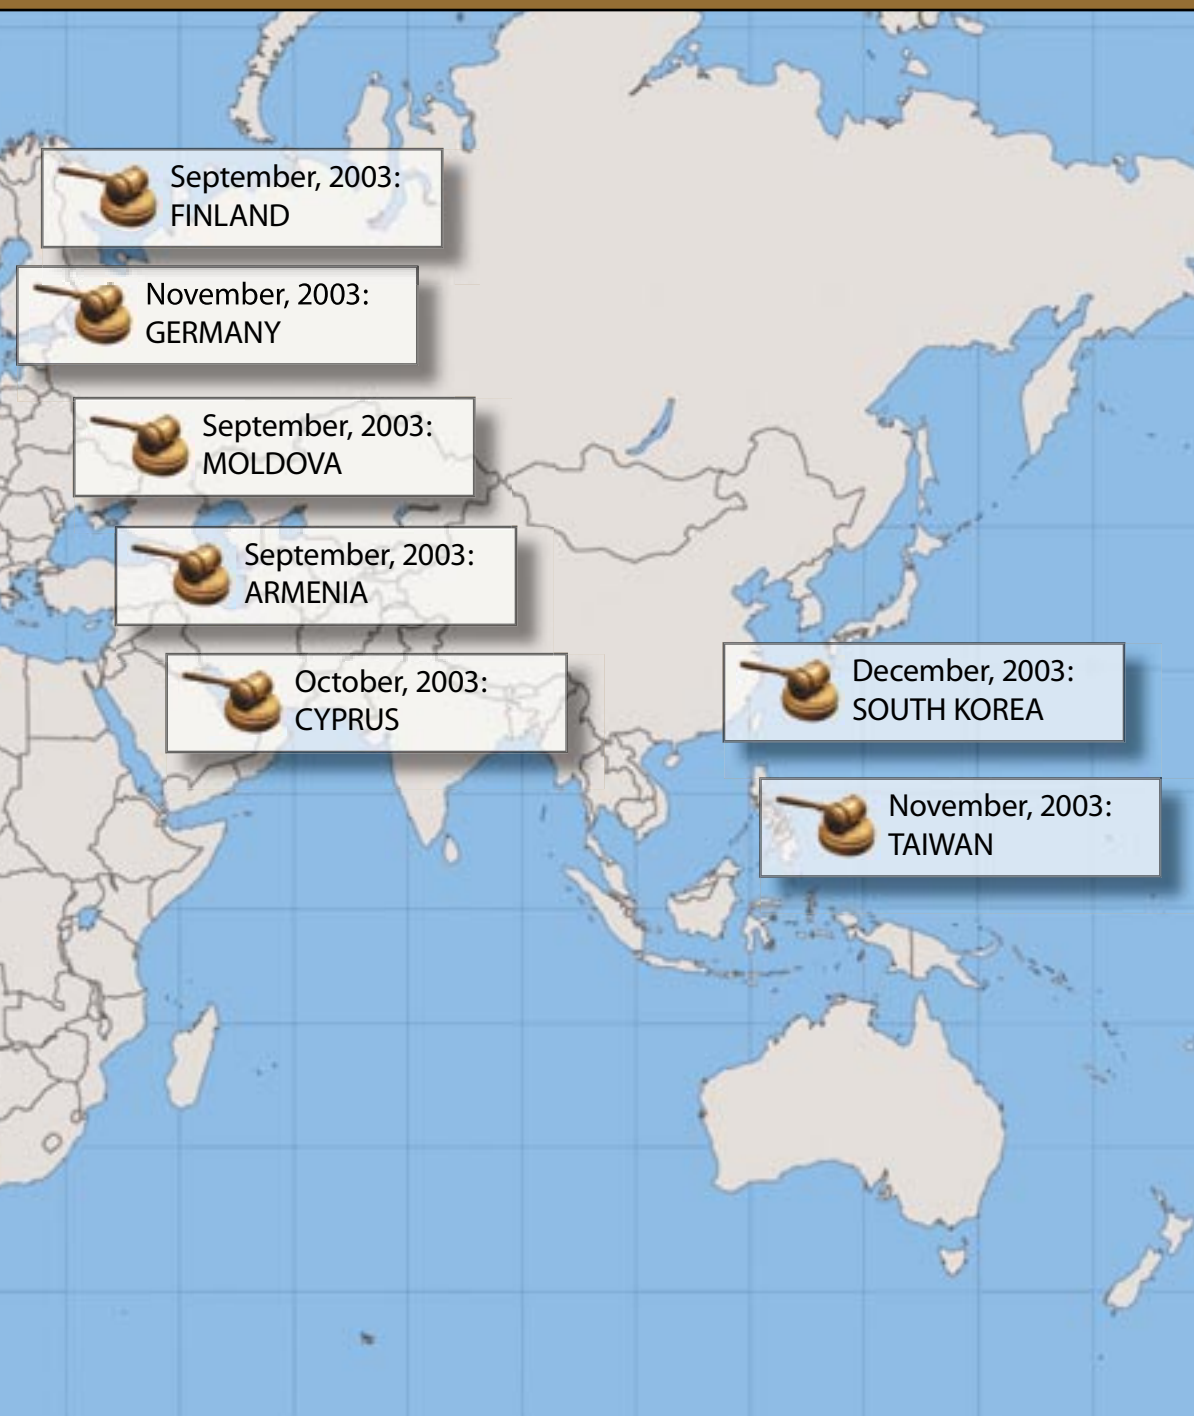 September, 2003:
FINLAND
November, 2003:
GERMANY
September, 2003:
MOLDOVA
September, 2003:
ARMENIA
October, 2003:
CYPRUS
December, 2003:
SOUTH KOREA
November, 2003:
TAIWAN